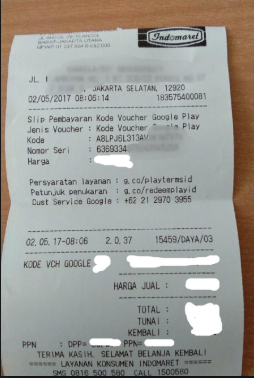 Indomaret
JL.
JAKARTA SELATAN, 12920
02/05/2017 08:06:14 183575400081
Slip Pembayaran Kode Voucher Google Play
Jenis Voucher : Kode Voucher Google Play
Kode : A8LPJ6L313AM
Nomor Seri : 6369334
Harga :
Persyaratan layanan : g.co/playtermsid
Petunjuk penukaran : g.co/redeemplayid
Cust Service Google : +62 21 2970 3955
02.05.17-08:06 2.0.37 15459/DAYA/03
KODE VCH GOOGLE
HARGA JUAL :
TOTAL :
TUNAI :
KEMBALI :
PPN : DPP= PPN=
TERIMA KASIH. SELAMAT BELANJA KEMBALI
LAYANAN KONSUMEN INDOMARET
SMS 0816 500 580 CALL 1500580